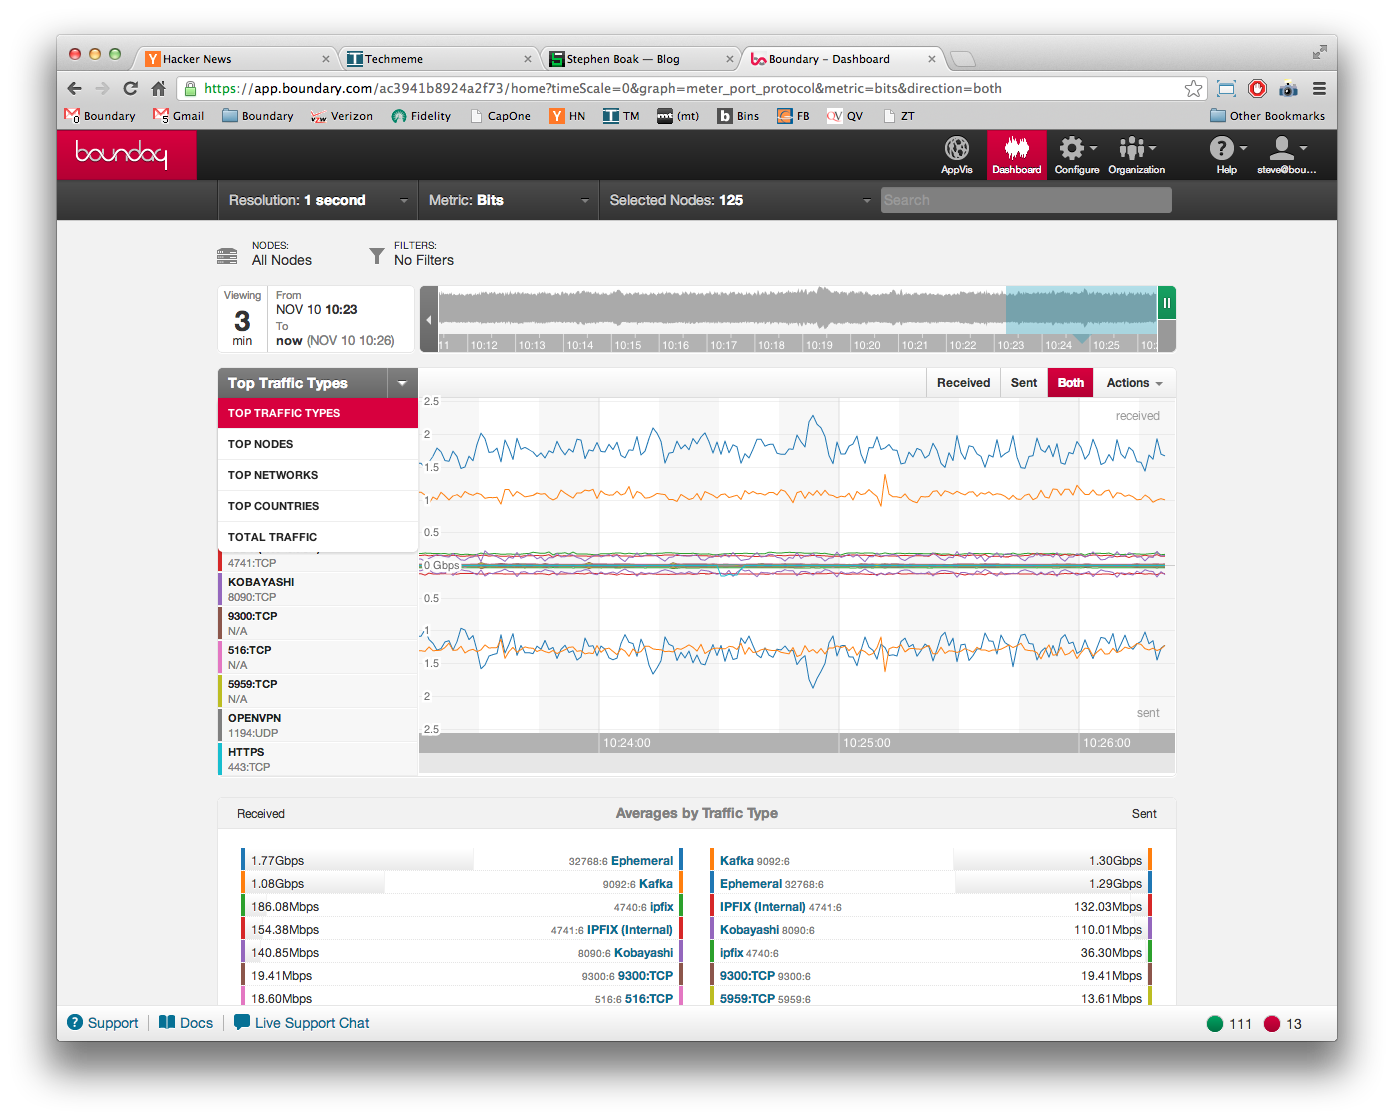 Hacker News
Techmeme
Stephen Boak — Blog
Boundary – Dashboard
https://app.boundary.com/ac3941b8924a2f73/home?timeScale=0&graph=meter_port_protocol&metric=bits&direction=both
Boundary
Gmail
Boundary
Verizon
Fidelity
CapOne
HN
TM
(mt)
Bins
FB
QV
ZT
Other Bookmarks
boundary
AppVis
Dashboard
Configure
Organization
Help
steve@bou...
Resolution: 1 second
Metric: Bits
Selected Nodes: 125
Search
NODES:
All Nodes
FILTERS:
No Filters
Viewing
3
min
From
NOV 10 10:23
To
now (NOV 10 10:26)
11 10:12 10:13 10:14 10:15 10:16 10:17 10:18 10:19 10:20 10:21 10:22 10:23 10:24 10:25 10:
Top Traffic Types
Received
Sent
Both
Actions
TOP TRAFFIC TYPES
TOP NODES
TOP NETWORKS
TOP COUNTRIES
TOTAL TRAFFIC
4741:TCP
KOBAYASHI
8090:TCP
9300:TCP
N/A
516:TCP
N/A
5959:TCP
N/A
OPENVPN
1194:UDP
HTTPS
443:TCP
2.5
received
2
1.5
1
0.5
0 Gbps
0.5
1
1.5
2
sent
2.5
10:24:00 10:25:00 10:26:00
Received
Averages by Traffic Type
Sent
1.77Gbps 32768:6 Ephemeral
1.08Gbps 9092:6 Kafka
186.08Mbps 4740:6 ipfix
154.38Mbps 4741:6 IPFIX (Internal)
140.85Mbps 8090:6 Kobayashi
19.41Mbps 9300:6 9300:TCP
18.60Mbps 516:6 516:TCP
Kafka 9092:6 1.30Gbps
Ephemeral 32768:6 1.29Gbps
IPFIX (Internal) 4741:6 132.03Mbps
Kobayashi 8090:6 110.01Mbps
ipfix 4740:6 36.30Mbps
9300:TCP 9300:6 19.41Mbps
5959:TCP 5959:6 13.61Mbps
Support
Docs
Live Support Chat
111
13